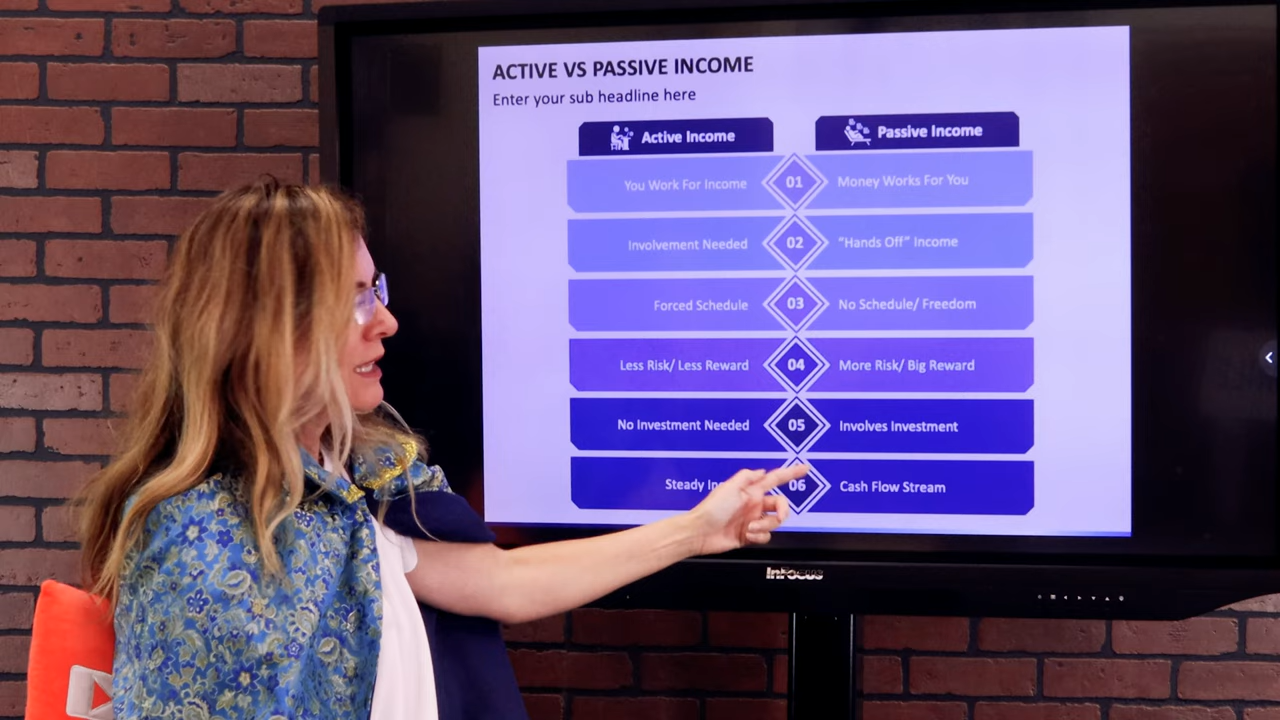 ACTIVE VS PASSIVE INCOME
Enter your sub headline here
Active Income
Passive Income
You Work For Income 01 Money Works For You
Involvement Needed 02 “Hands Off” Income
Forced Schedule 03 No Schedule/ Freedom
Less Risk/ Less Reward 04 More Risk/ Big Reward
No Investment Needed 05 Involves Investment
Steady 06 Cash Flow Stream
InFocus